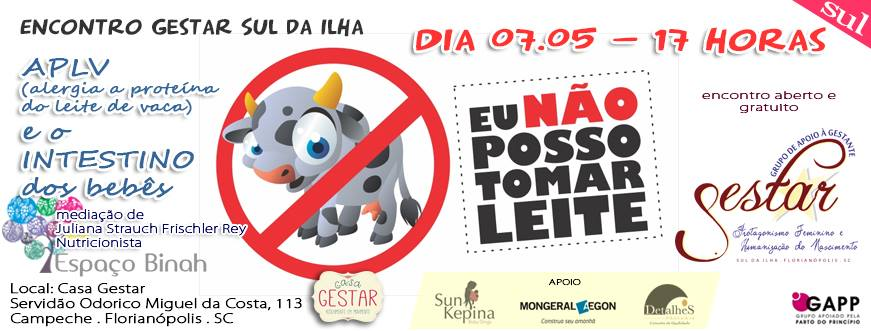 ENCONTRO GESTAR SUL DA ILHA
DIA 07.05 – 17 HORAS
sul
APLV
(alergia a proteína
do leite de vaca)
e o
INTESTINO
dos bebês
mediação de
Juliana Strauch Frischler Rey
Nutricionista
Espaço Binah
Local: Casa Gestar
Servidão Odorico Miguel da Costa, 113
Campeche . Florianópolis . SC
EU NÃO
POSSO
TOMAR
LEITE
encontro aberto e
gratuito
GRUPO DE APOIO À GESTANTE
Gestar
Protagonismo Feminino e
Humanização do Nascimento
SUL DA ILHA . FLORIANÓPOLIS . SC
casa
GESTAR
APOIO
Sun
Kepina
Baby Slings
MONGERAL AEGON
Construa seu amanhã
Detalhes
GAPP
GRUPO APOIADO PELA
PARTO DO PRINCÍPIO